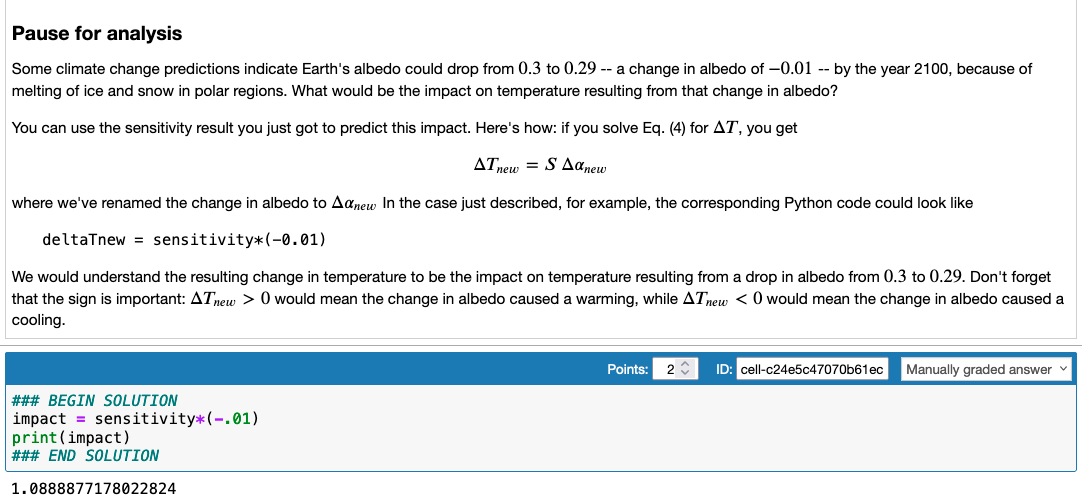 Pause for analysis
Some climate change predictions indicate Earth's albedo could drop from 0.3 to 0.29 -- a change in albedo of −0.01 -- by the year 2100, because of
melting of ice and snow in polar regions. What would be the impact on temperature resulting from that change in albedo?
You can use the sensitivity result you just got to predict this impact. Here's how: if you solve Eq. (4) for ΔT, you get
ΔTnew = S Δαnew
where we've renamed the change in albedo to Δαnew In the case just described, for example, the corresponding Python code could look like
deltaTnew = sensitivity*(-0.01)
We would understand the resulting change in temperature to be the impact on temperature resulting from a drop in albedo from 0.3 to 0.29. Don't forget
that the sign is important: ΔTnew > 0 would mean the change in albedo caused a warming, while ΔTnew < 0 would mean the change in albedo caused a
cooling.
Points: 2 ID: cell-c24e5c47070b61ec Manually graded answer
### BEGIN SOLUTION
impact = sensitivity*(-.01)
print(impact)
### END SOLUTION
1.0888877178022824